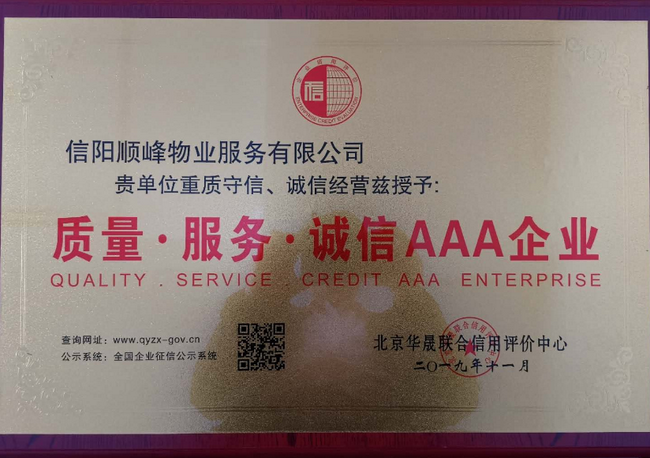 信
ENTERPRISE CREDIT EVALUATION
信阳顺峰物业服务有限公司
贵单位重质守信、诚信经营兹授予:
质量·服务·诚信AAA企业
QUALITY . SERVICE . CREDIT AAA ENTERPRISE
查询网址: www.qyzx-gov.cn
公示系统: 全国企业征信公示系统
北京华晟联合信用评价中心
二〇一九年十一月